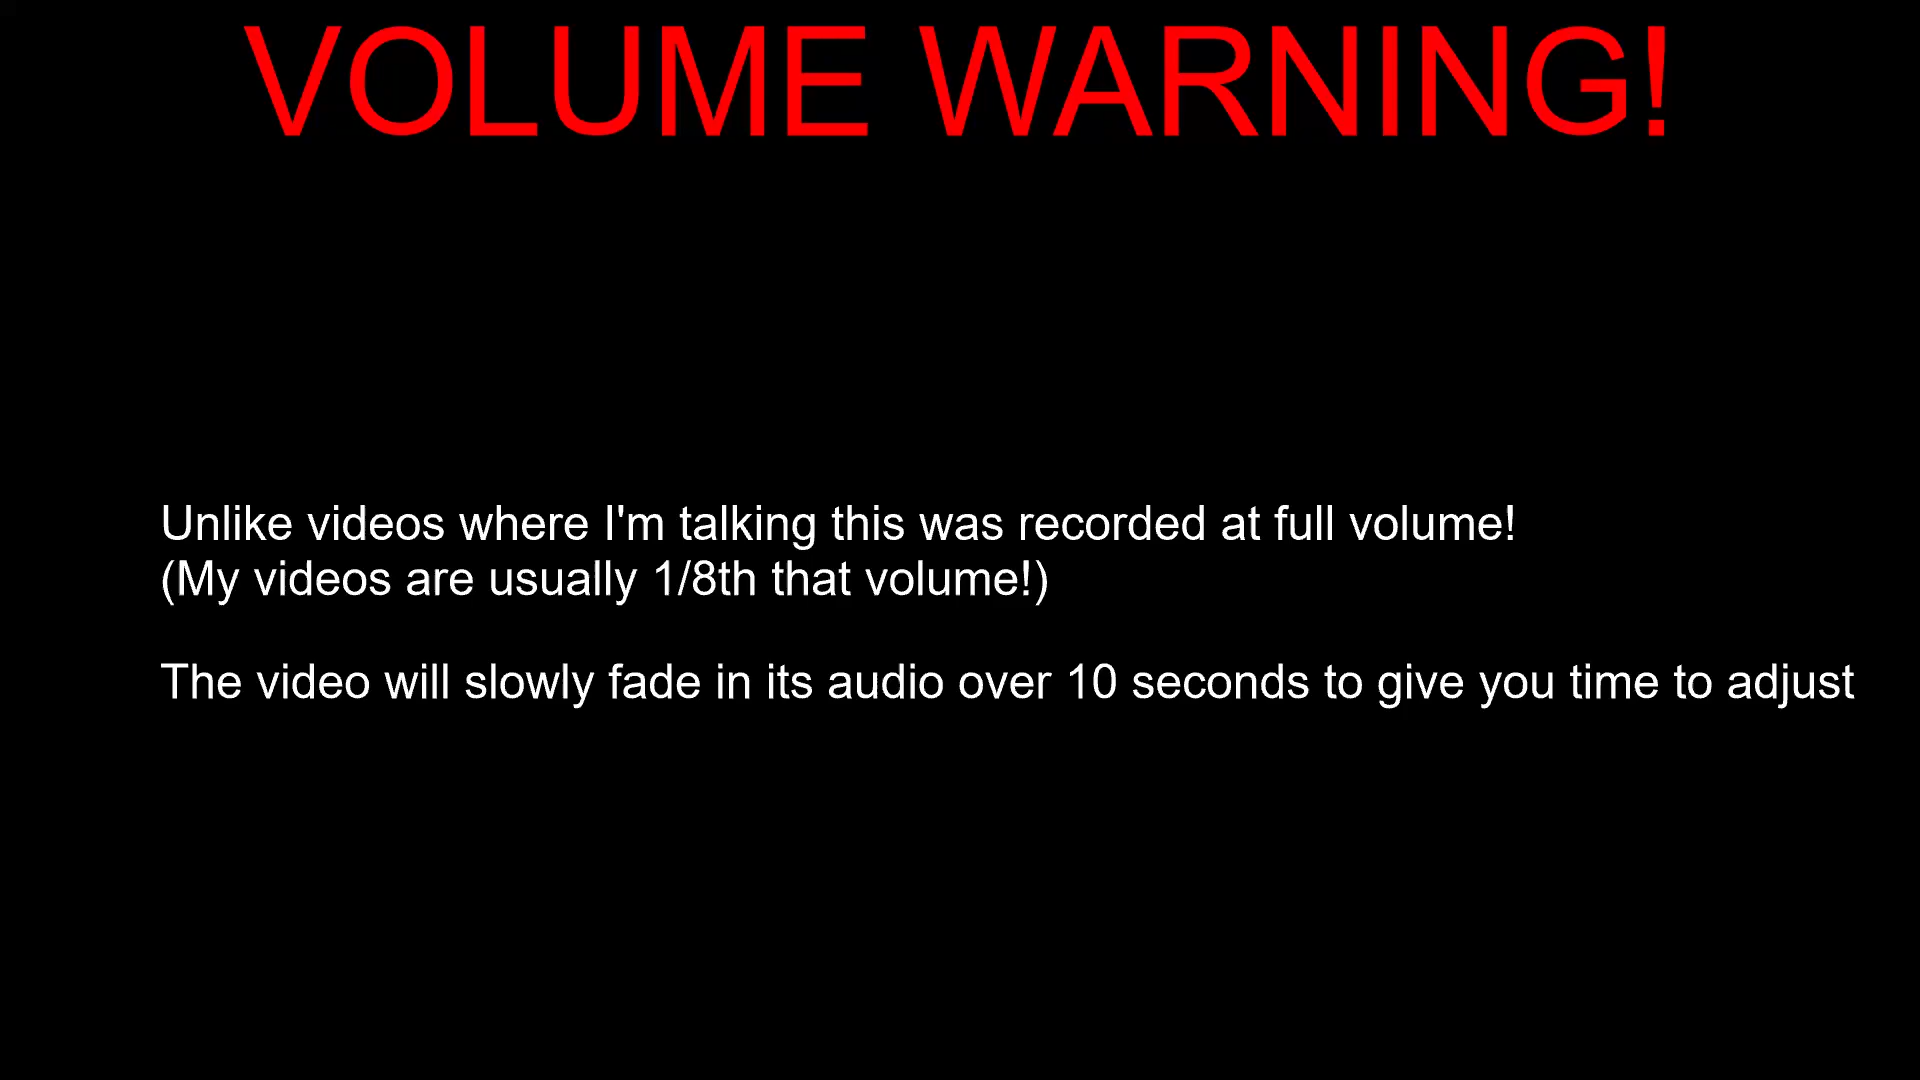 VOLUME WARNING!
Unlike videos where I'm talking this was recorded at full volume!
(My videos are usually 1/8th that volume!)
The video will slowly fade in its audio over 10 seconds to give you time to adjust